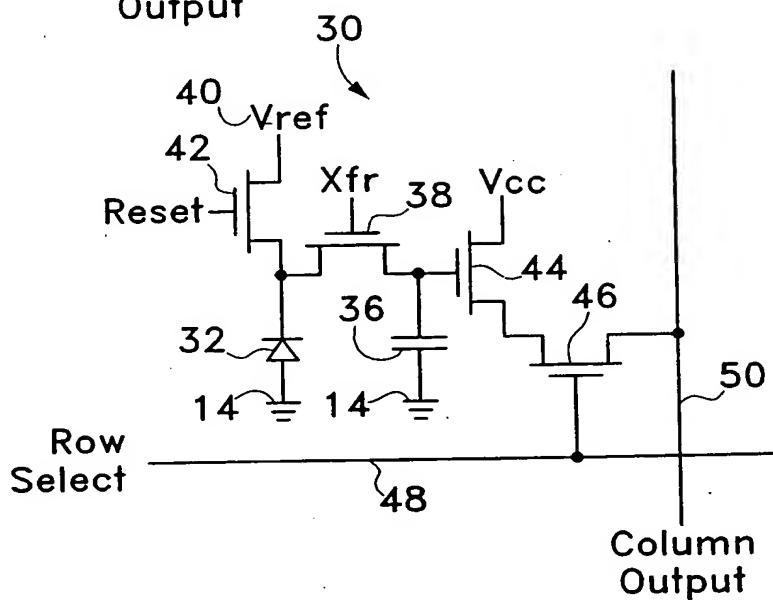 Output
30
40
Vref
42
Xfr
38
Vcc
Reset
44
36
46
32
14
14
50
Row
Select
48
Column
Output